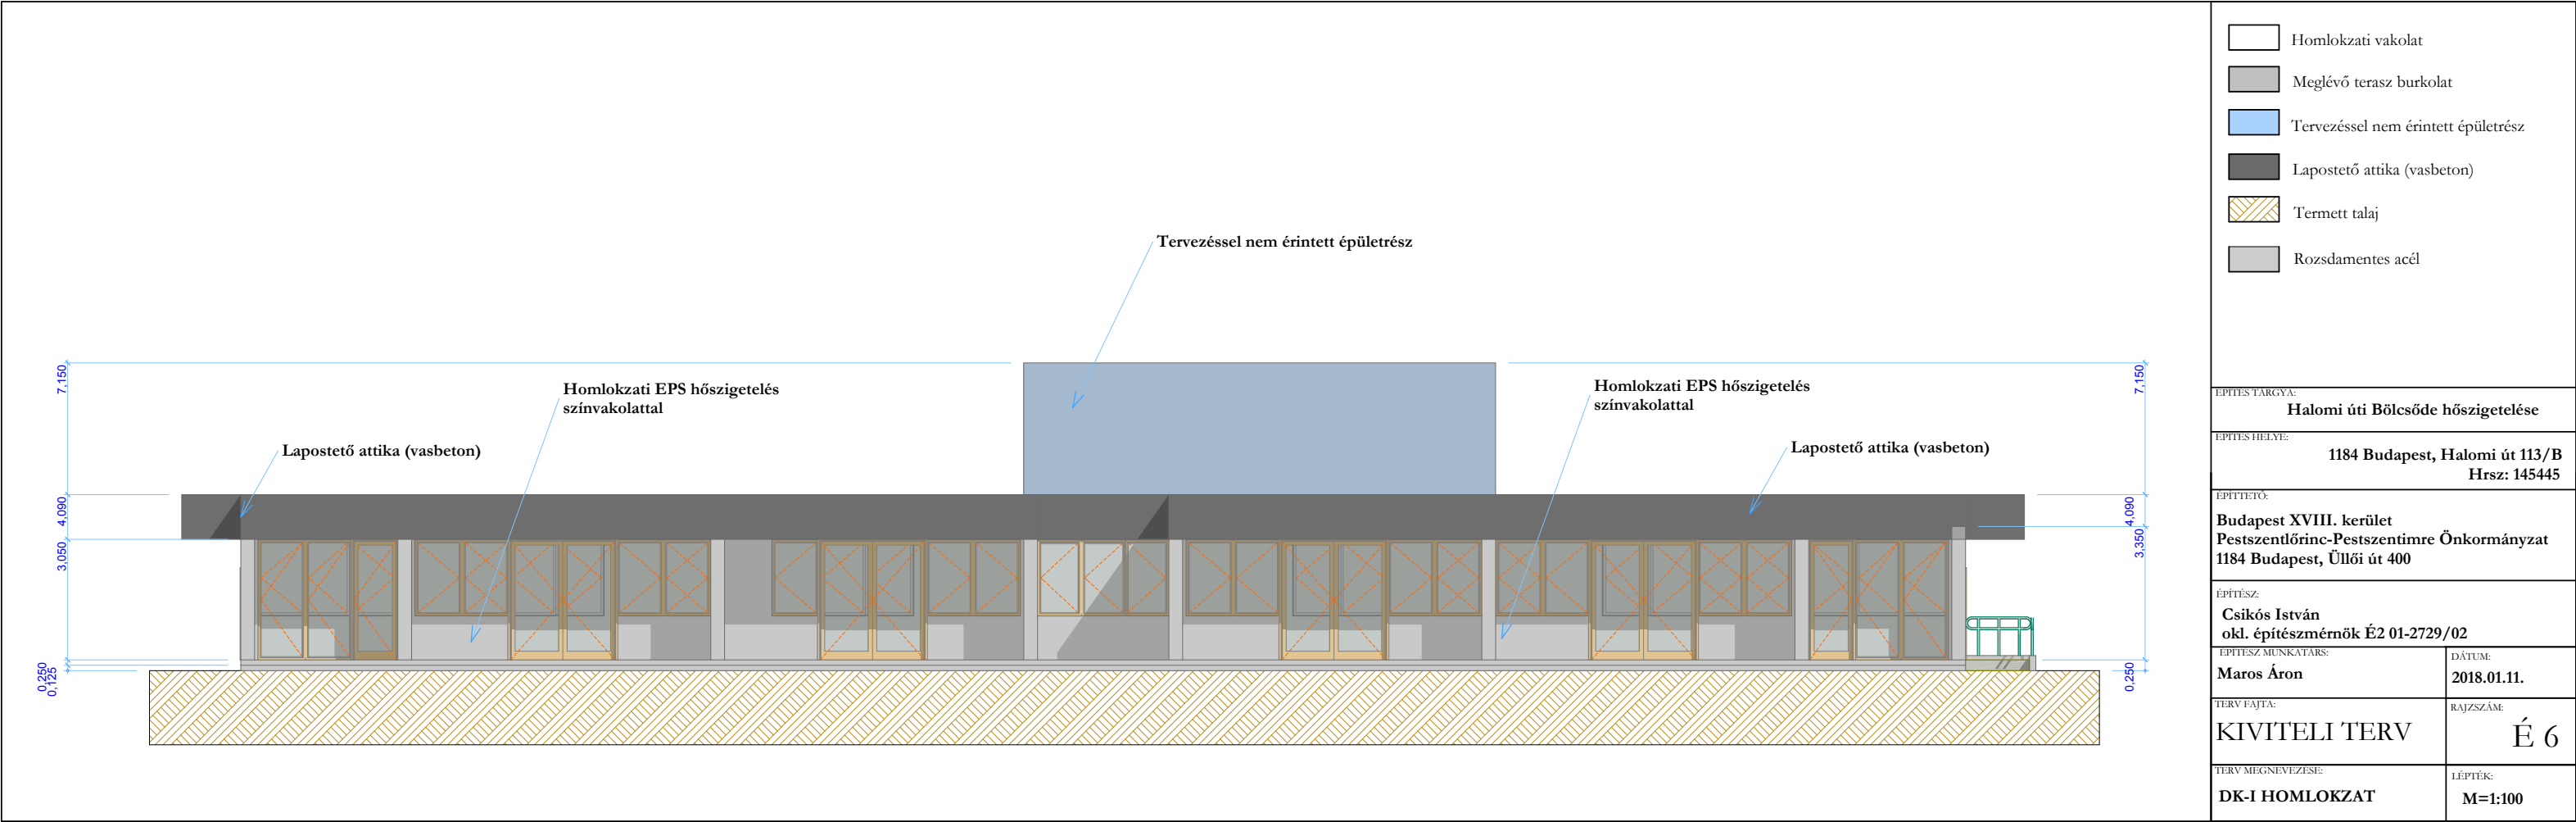 Homlokzati vakolat
Meglévő terasz burkolat
Tervezéssel nem érintett épületrész
Lapostető attika (vasbeton)
Termett talaj
Rozsdamentes acél
Tervezéssel nem érintett épületrész
Homlokzati EPS hőszigetelés
színvakolattal
Homlokzati EPS hőszigetelés
színvakolattal
Lapostető attika (vasbeton)
Lapostető attika (vasbeton)
7,150
4,090
3,050
0,250
0,125
7,150
4,090
3,350
0,250
ÉPÍTÉS TÁRGYA:
Halomi úti Bölcsőde hőszigetelése
ÉPÍTÉS HELYE:
1184 Budapest, Halomi út 113/B
Hrsz: 145445
ÉPÍTTETŐ:
Budapest XVIII. kerület
Pestszentlőrinc-Pestszentimre Önkormányzat
1184 Budapest, Üllői út 400
ÉPÍTÉSZ:
Csikós István
okl. építészmérnök É2 01-2729/02
ÉPÍTÉSZ MUNKATÁRS:
Maros Áron
DÁTUM:
2018.01.11.
TERV FAJTA:
KIVITELI TERV
RAJZSZÁM:
É 6
TERV MEGNEVEZÉSE:
DK-I HOMLOKZAT
LÉPTÉK:
M=1:100